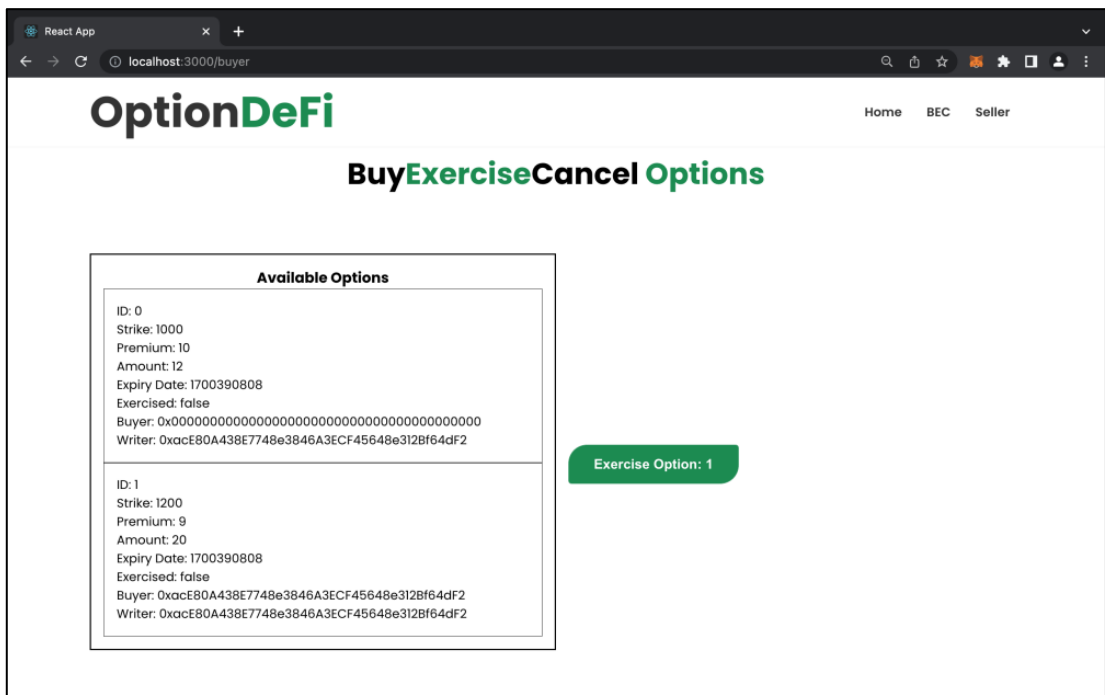 React App
localhost:3000/buyer
OptionDeFi
Home BEC Seller
BuyExerciseCancel Options
Available Options
ID: 0
Strike: 1000
Premium: 10
Amount: 12
Expiry Date: 1700390808
Exercised: false
Buyer: 0x0000000000000000000000000000000000000000
Writer: 0xacE80A438E7748e3846A3ECF45648e312Bf64dF2
Exercise Option: 1
ID: 1
Strike: 1200
Premium: 9
Amount: 20
Expiry Date: 1700390808
Exercised: false
Buyer: 0xacE80A438E7748e3846A3ECF45648e312Bf64dF2
Writer: 0xacE80A438E7748e3846A3ECF45648e312Bf64dF2